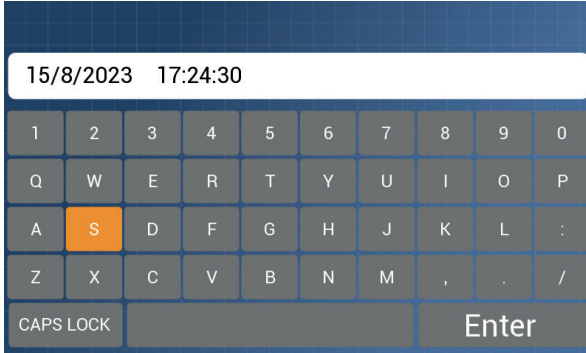 15/8/2023 17:24:30
1 2 3 4 5 6 7 8 9 0
Q W E R T Y U I O P
A S D F G H J K L :
Z X C V B N M , . /
CAPS LOCK Enter